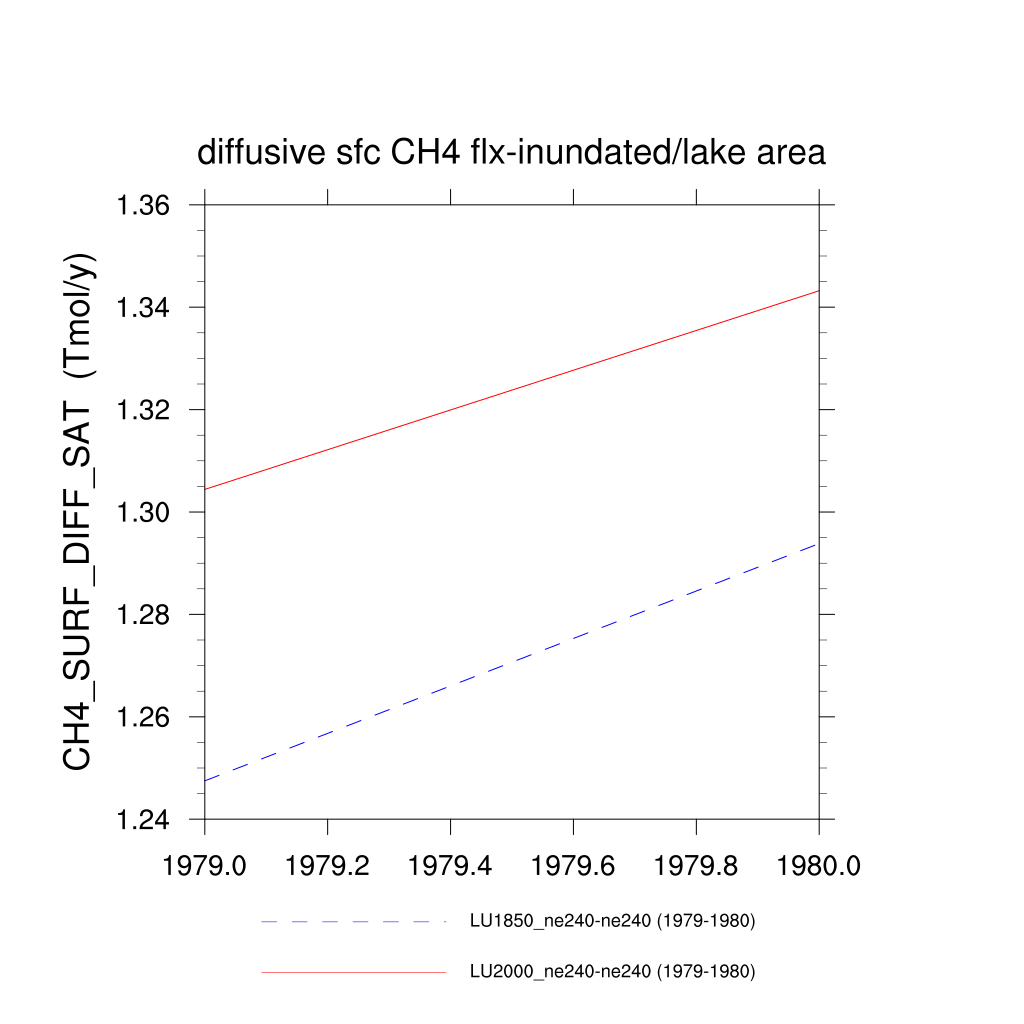 diffusive sfc CH4 flx-inundated/lake area
CH4_SURF_DIFF_SAT (Tmol/y)
1.36
1.34
1.32
1.30
1.28
1.26
1.24
1979.0 1979.2 1979.4 1979.6 1979.8 1980.0
LU1850_ne240-ne240 (1979-1980)
LU2000_ne240-ne240 (1979-1980)